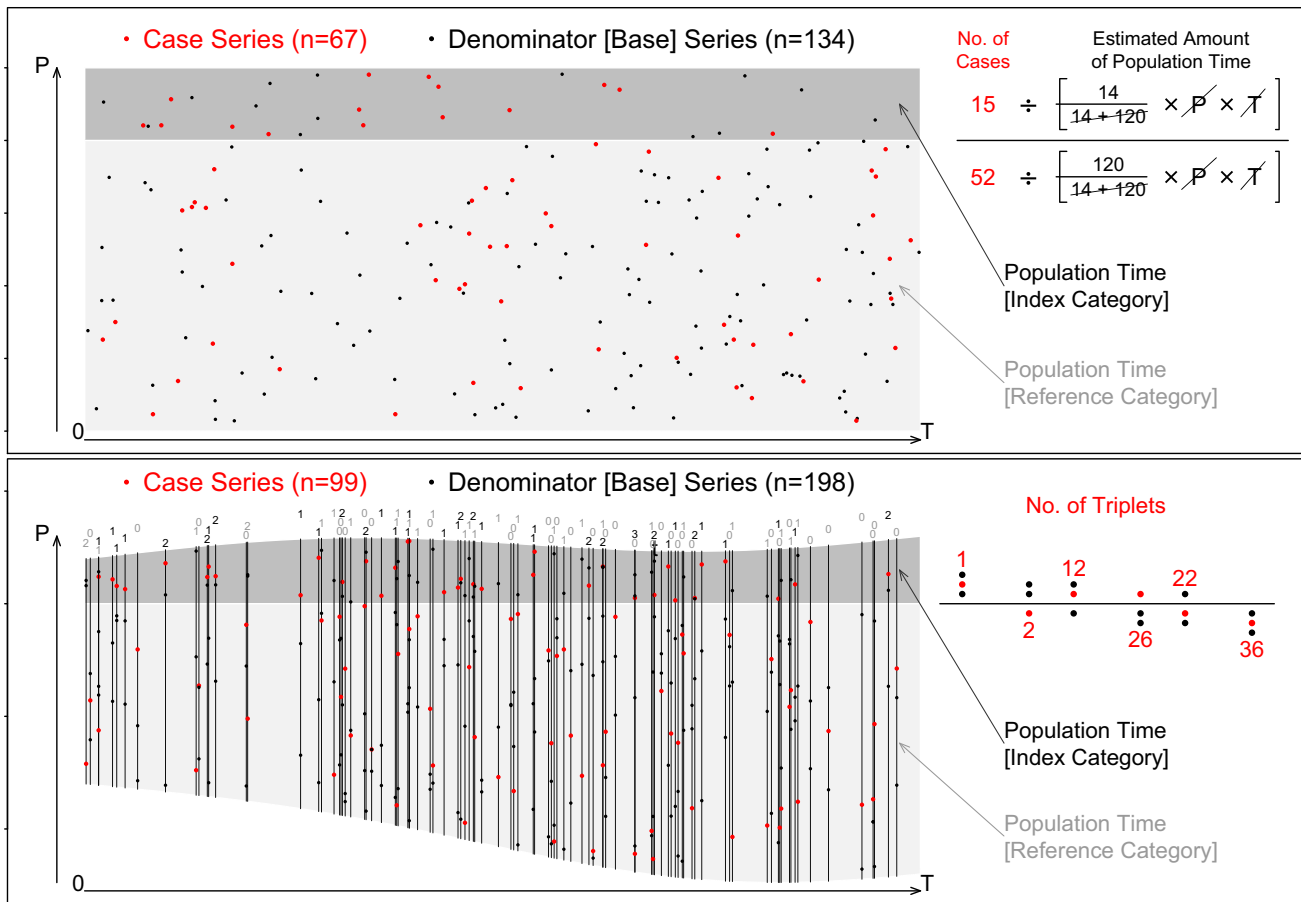 Case Series (n=67)
Denominator [Base] Series (n=134)
No. of
Cases
Estimated Amount
of Population Time
P
15 ÷ [ 14 / 14 + 120 × P × T ]
52 ÷ [ 120 / 14 + 120 × P × T ]
Population Time
[Index Category]
Population Time
[Reference Category]
0
T
Case Series (n=99)
Denominator [Base] Series (n=198)
No. of Triplets
P
1
12
22
2
26
36
Population Time
[Index Category]
Population Time
[Reference Category]
0
T